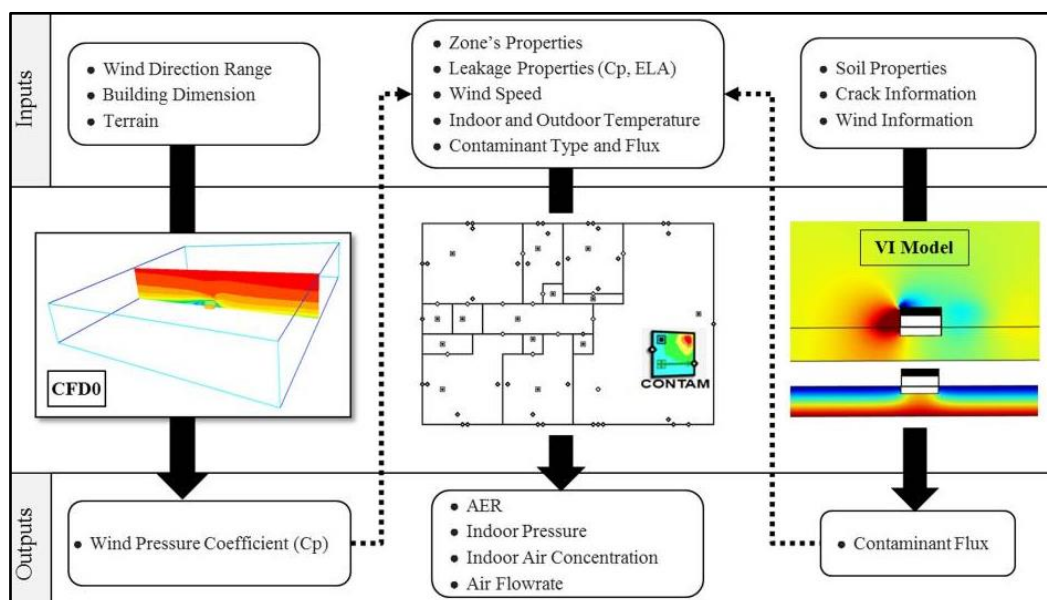 Inputs
• Wind Direction Range
• Building Dimension
• Terrain
• Zone's Properties
• Leakage Properties (Cp, ELA)
• Wind Speed
• Indoor and Outdoor Temperature
• Contaminant Type and Flux
• Soil Properties
• Crack Information
• Wind Information
CFD0
CONTAM
VI Model
Outputs
• Wind Pressure Coefficient (Cp)
• AER
• Indoor Pressure
• Indoor Air Concentration
• Air Flowrate
• Contaminant Flux